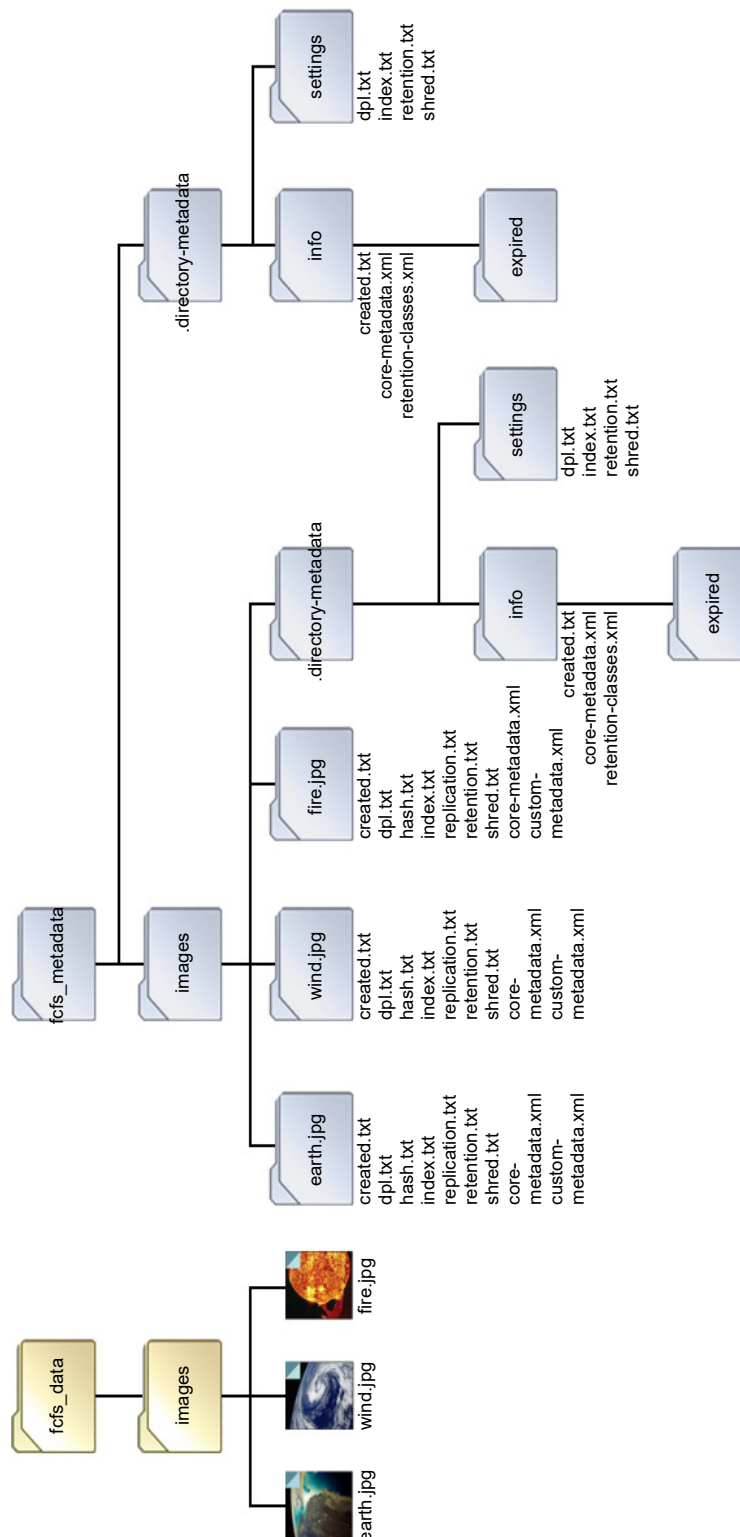 fcfs_data
images
earth.jpg
wind.jpg
fire.jpg
fcfs_metadata
images
earth.jpg
created.txt
dpl.txt
hash.txt
index.txt
replication.txt
retention.txt
shred.txt
core-
metadata.xml
custom-
metadata.xml
wind.jpg
created.txt
dpl.txt
hash.txt
index.txt
replication.txt
retention.txt
shred.txt
core-
metadata.xml
custom-
metadata.xml
fire.jpg
created.txt
dpl.txt
hash.txt
index.txt
replication.txt
retention.txt
shred.txt
core-metadata.xml
custom-
metadata.xml
.directory-metadata
info
created.txt
core-metadata.xml
retention-classes.xml
expired
settings
dpl.txt
index.txt
retention.txt
shred.txt
.directory-metadata
info
created.txt
core-metadata.xml
retention-classes.xml
expired
settings
dpl.txt
index.txt
retention.txt
shred.txt